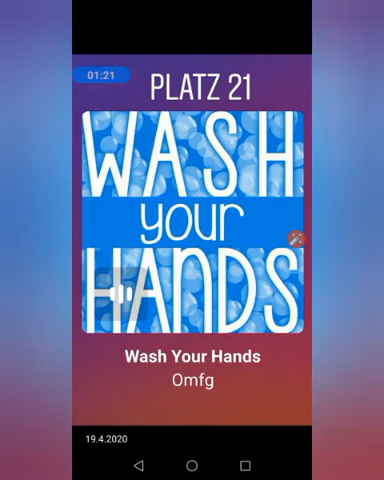 01:21
PLATZ 21
WASH
your
HANDS
Wash Your Hands
Omfg
19.4.2020